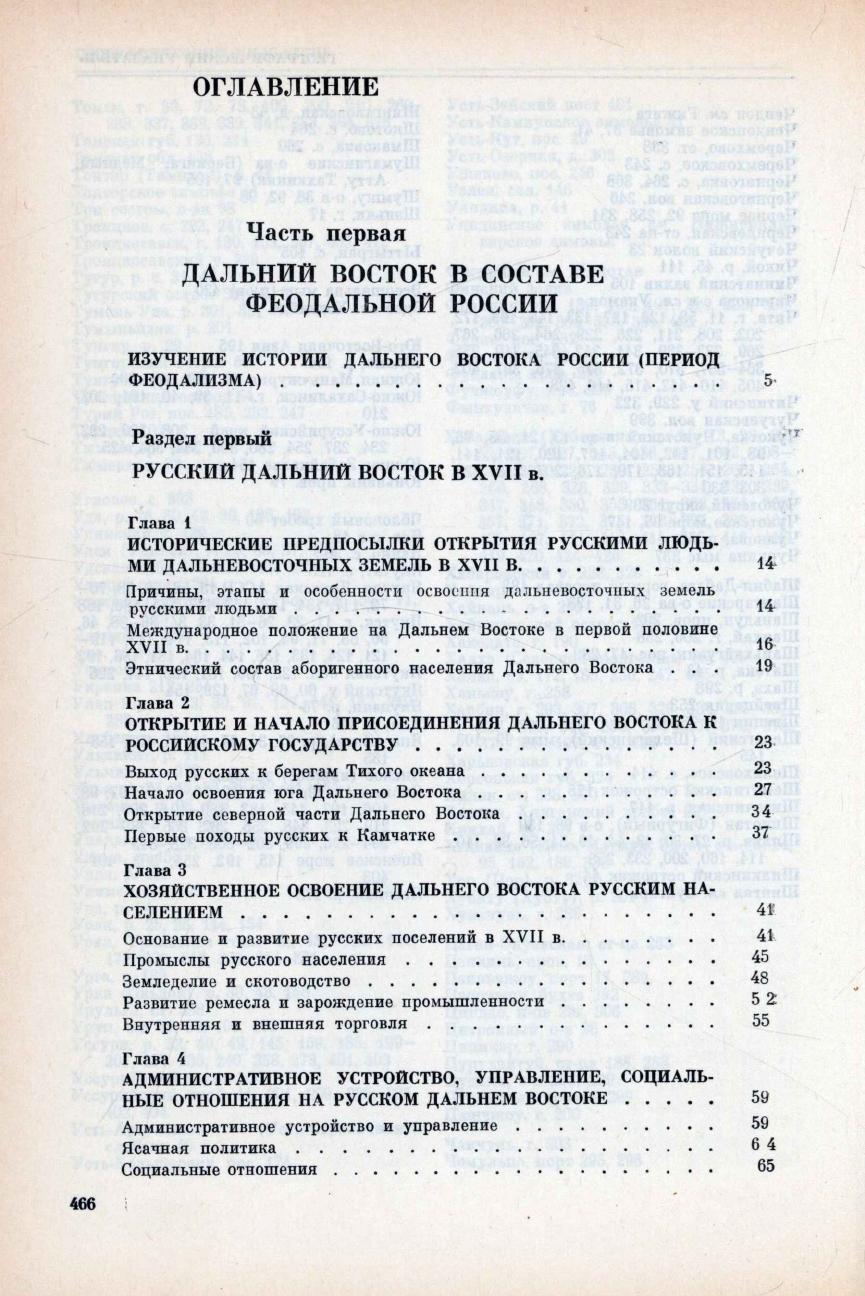 ОГЛАВЛЕНИЕ
Часть первая
ДАЛЬНИЙ ВОСТОК В СОСТАВЕ
ФЕОДАЛЬНОЙ РОССИИ
ИЗУЧЕНИЕ ИСТОРИИ ДАЛЬНЕГО ВОСТОКА РОССИИ (ПЕРИОД
ФЕОДАЛИЗМА) . . . . . . . . . . . . . . . . . . 5
Раздел первый
РУССКИЙ ДАЛЬНИЙ ВОСТОК В XVII в.
Глава 1
ИСТОРИЧЕСКИЕ ПРЕДПОСЫЛКИ ОТКРЫТИЯ РУССКИМИ ЛЮДЬ-
МИ ДАЛЬНЕВОСТОЧНЫХ ЗЕМЕЛЬ В XVII В. . . . . . . . . . 14
Причины, этапы и особенности освоения дальневосточных земель
русскими людьми . . . . . . . . . . . . . . . . . . 14
Международное положение на Дальнем Востоке в первой половине
XVII в. . . . . . . . . . . . . . . . . . . . . . 16
Этнический состав аборигенного населения Дальнего Востока . . . 19
Глава 2
ОТКРЫТИЕ И НАЧАЛО ПРИСОЕДИНЕНИЯ ДАЛЬНЕГО ВОСТОКА К
РОССИЙСКОМУ ГОСУДАРСТВУ . . . . . . . . . . . . . 23
Выход русских к берегам Тихого океана . . . . . . . . . . . 23
Начало освоения юга Дальнего Востока . . . . . . . . . . . 27
Открытие северной части Дальнего Востока . . . . . . . . . . 34
Первые походы русских к Камчатке . . . . . . . . . . . . . 37
Глава 3
ХОЗЯЙСТВЕННОЕ ОСВОЕНИЕ ДАЛЬНЕГО ВОСТОКА РУССКИМ НА-
СЕЛЕНИЕМ . . . . . . . . . . . . . . . . . . . . 41
Основание и развитие русских поселений в XVII в. . . . . . . 41
Промыслы русского населения . . . . . . . . . . . . . . 45
Земледелие и скотоводство . . . . . . . . . . . . . . . . 48
Развитие ремесла и зарождение промышленности . . . . . . . . 5 2
Внутренняя и внешняя торговля . . . . . . . . . . . . . 55
Глава 4
АДМИНИСТРАТИВНОЕ УСТРОЙСТВО, УПРАВЛЕНИЕ, СОЦИАЛЬ-
НЫЕ ОТНОШЕНИЯ НА РУССКОМ ДАЛЬНЕМ ВОСТОКЕ . . . . . 59
Административное устройство и управление . . . . . . . . . . 59
Ясачная политика . . . . . . . . . . . . . . . . . . . 6 4
Социальные отношения . . . . . . . . . . . . . . . . . 65
466